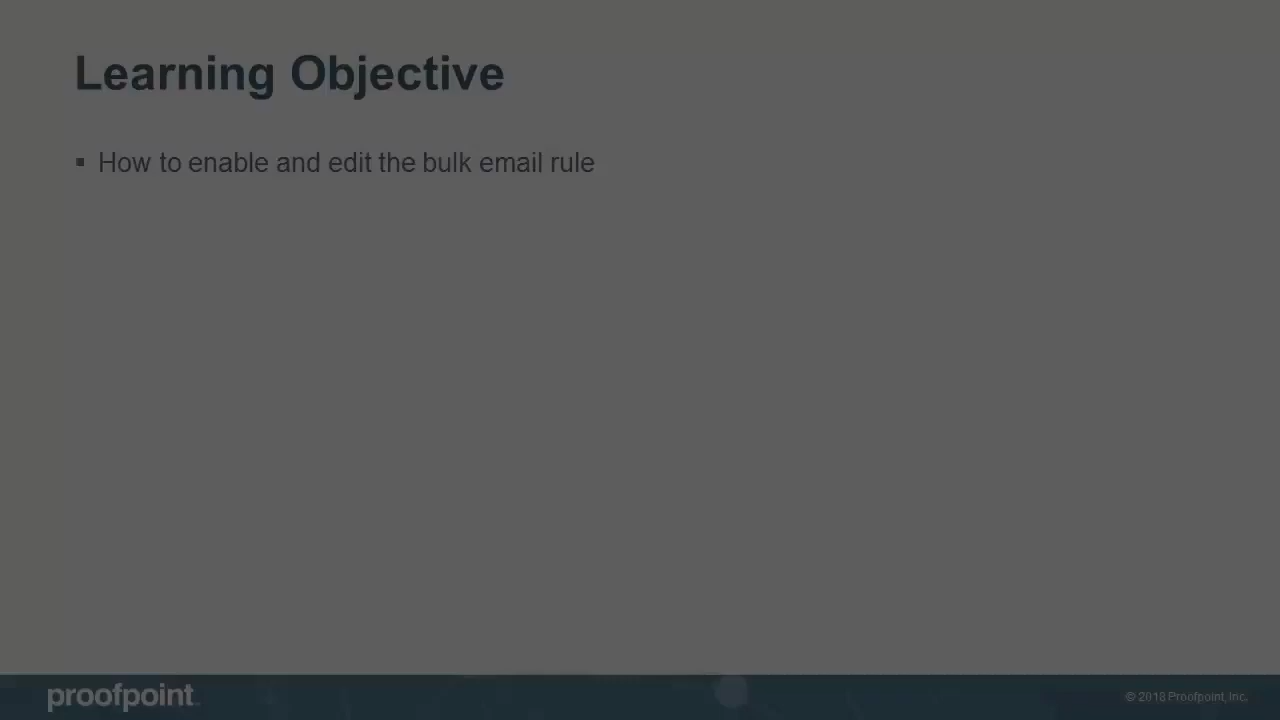 Learning Objective
▪ How to enable and edit the bulk email rule
proofpoint
© 2018 Proofpoint, Inc.